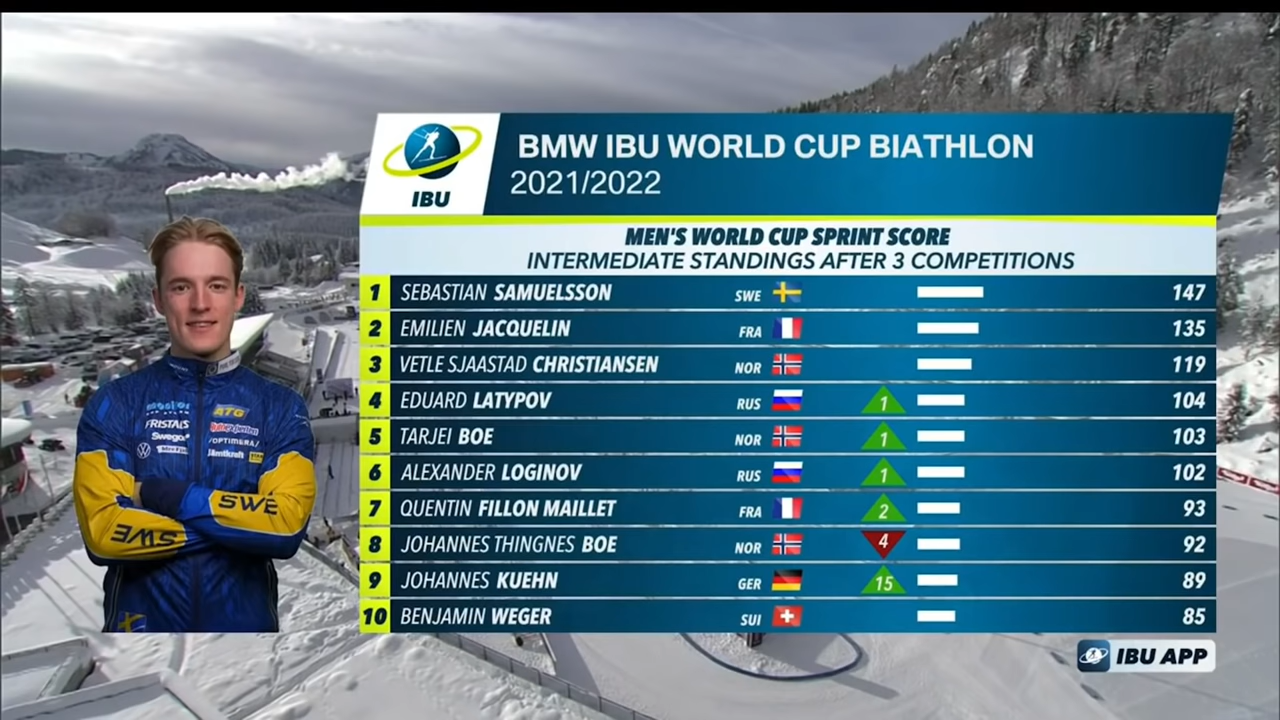 IBU
BMW IBU WORLD CUP BIATHLON
2021/2022
MEN'S WORLD CUP SPRINT SCORE
INTERMEDIATE STANDINGS AFTER 3 COMPETITIONS
1 SEBASTIAN SAMUELSSON SWE 147
2 EMILIEN JACQUELIN FRA 135
3 VETLE SJAASTAD CHRISTIANSEN NOR 119
4 EDUARD LATYPOV RUS 1 104
5 TARJEI BOE NOR 1 103
6 ALEXANDER LOGINOV RUS 1 102
7 QUENTIN FILLON MAILLET FRA 2 93
8 JOHANNES THINGNES BOE NOR 4 92
9 JOHANNES KUEHN GER 15 89
10 BENJAMIN WEGER SUI 85
IBU APP
ATG
Swegon
/OPTIMERA/
Jämtkraft
SWE
SWE